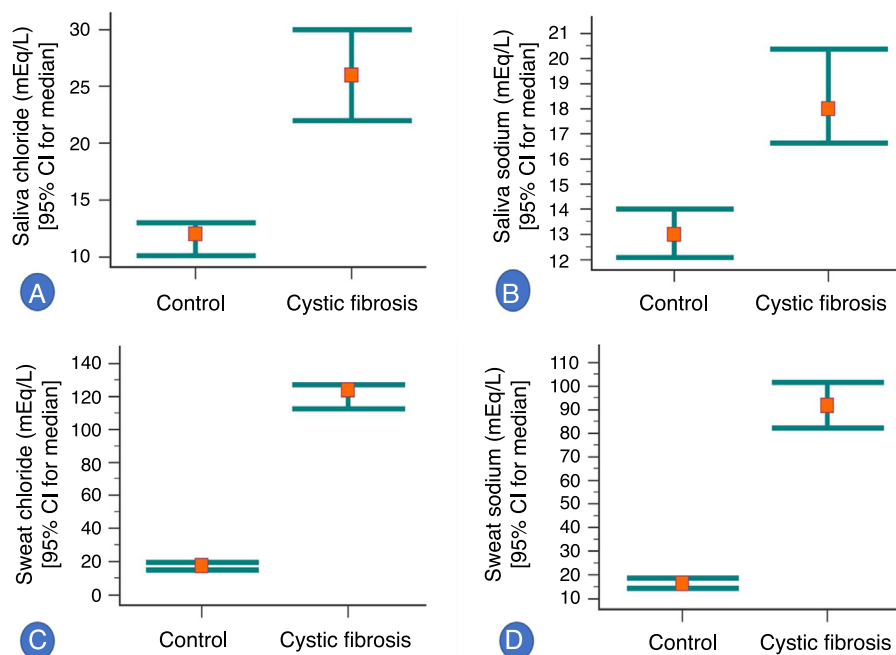 Saliva chloride (mEq/L)
[95% CI for median]
30
25
20
15
10
Control
Cystic fibrosis
A
Saliva sodium (mEq/L)
[95% CI for median]
21
20
19
18
17
16
15
14
13
12
Control
Cystic fibrosis
B
Sweat chloride (mEq/L)
[95% CI for median]
140
120
100
80
60
40
20
0
Control
Cystic fibrosis
C
Sweat sodium (mEq/L)
[95% CI for median]
110
100
90
80
70
60
50
40
30
20
10
Control
Cystic fibrosis
D